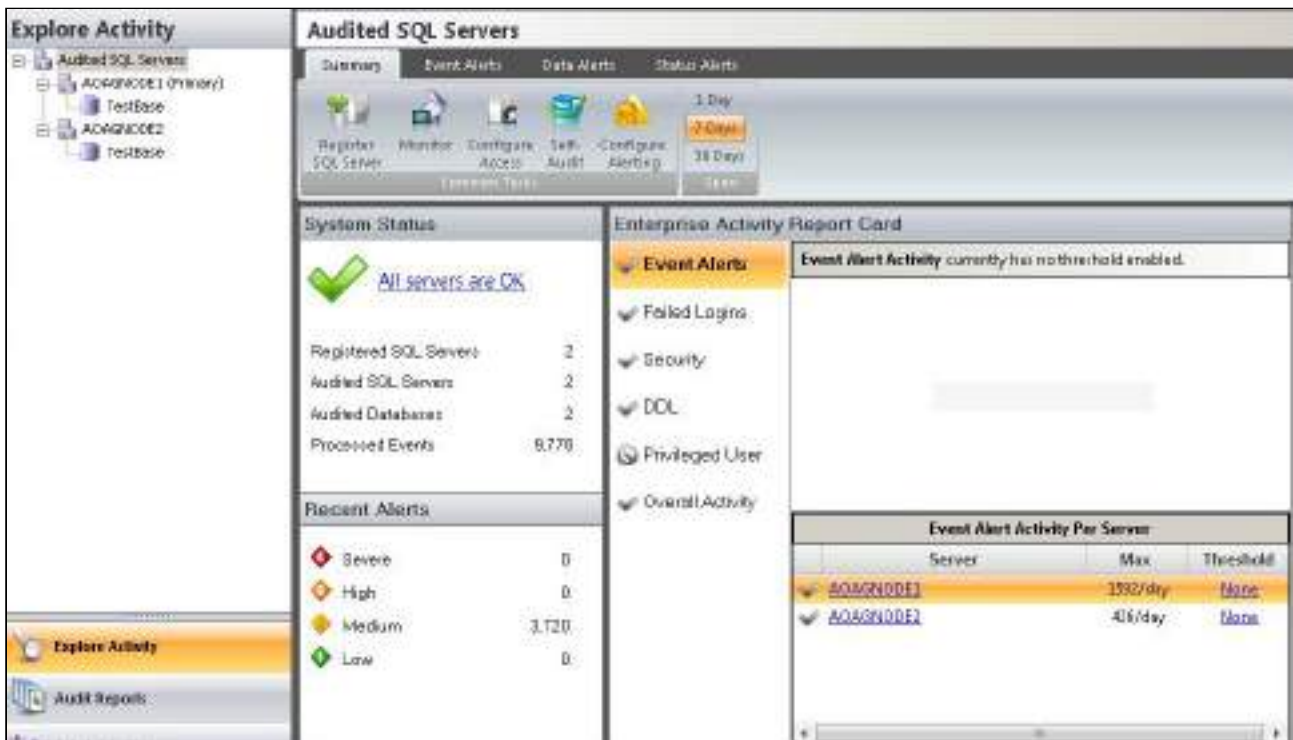 Explore Activity
Audited SQL Servers
AOAGNODE1 (Primary)
TestBase
AOAGNODE2
TestBase
Explore Activity
Audit Reports
Audited SQL Servers
Summary Event Alerts Data Alerts Status Alerts
Register SQL Server
Monitor
Configure Access
Self-Audit
Configure Alerting
Common Tasks
1 Day
7 Days
30 Days
Span
System Status
All servers are OK
Registered SQL Servers 2
Audited SQL Servers 2
Audited Databases 2
Processed Events
Recent Alerts
Severe 0
High 0
Medium
Low 0
Enterprise Activity Report Card
Event Alerts
Failed Logins
Security
DDL
Privileged User
Overall Activity
Event Alert Activity currently has no threshold enabled.
Event Alert Activity Per Server
Server Max Threshold
AOAGNODE1 None
AOAGNODE2 None